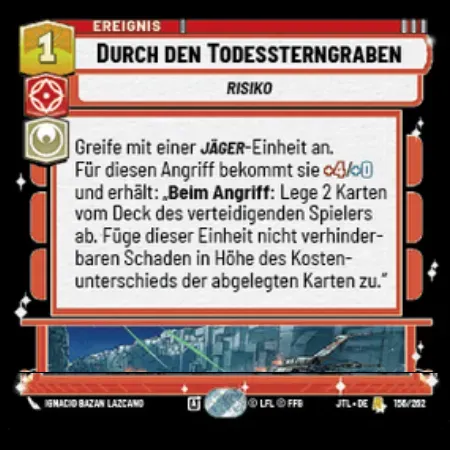 EREIGNIS
1
DURCH DEN TODESSTERNGRABEN
RISIKO
Greife mit einer JÄGER-Einheit an.
Für diesen Angriff bekommt sie +4/+0
und erhält: „Beim Angriff: Lege 2 Karten
vom Deck des verteidigenden Spielers
ab. Füge dieser Einheit nicht verhinder-
baren Schaden in Höhe des Kosten-
unterschieds der abgelegten Karten zu.“
IGNACIO BAZAN LAZCANO
A
© LFL © FFG
JTL • DE
156/262